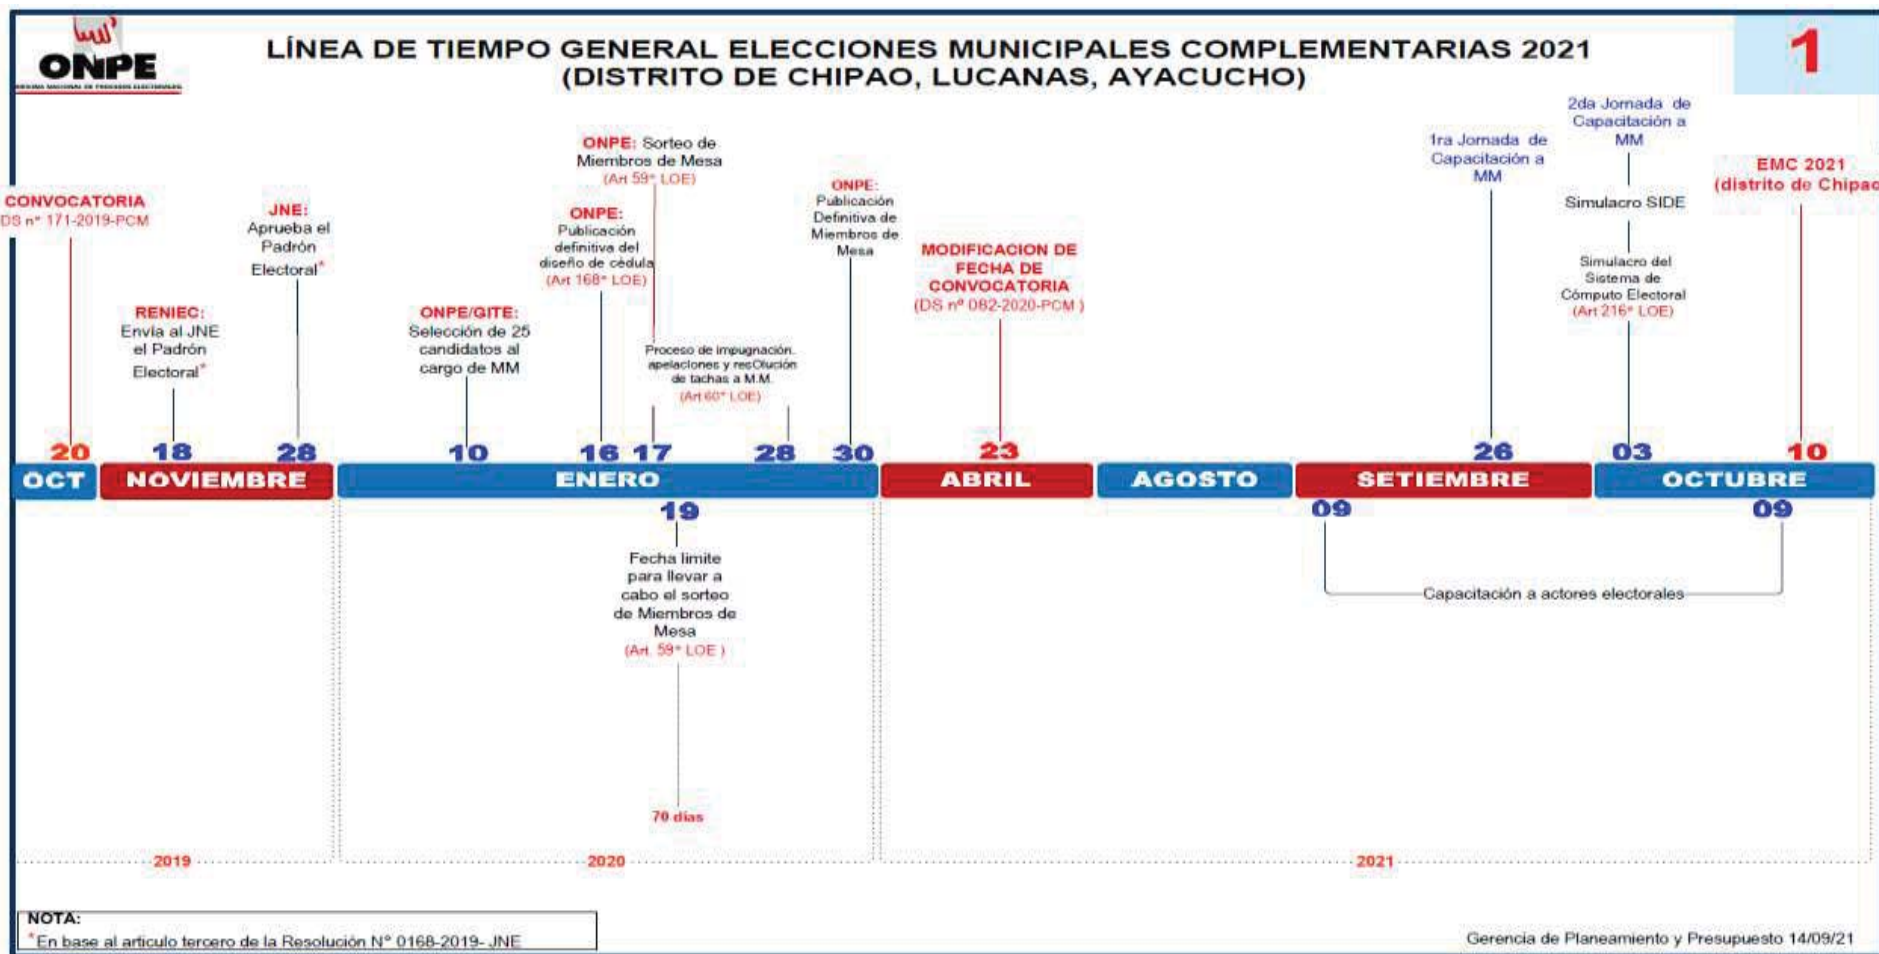 ONPE
OFICINA NACIONAL DE PROCESOS ELECTORALES
LÍNEA DE TIEMPO GENERAL ELECCIONES MUNICIPALES COMPLEMENTARIAS 2021
(DISTRITO DE CHIPAO, LUCANAS, AYACUCHO)
1
CONVOCATORIA
DS nº 171-2019-PCM
RENIEC:
Envía al JNE
el Padrón
Electoral*
JNE:
Aprueba el
Padrón
Electoral*
ONPE/GITE:
Selección de 25
candidatos al
cargo de MM
ONPE:
Publicación
definitiva del
diseño de cédula
(Art 168° LOE)
ONPE: Sorteo de
Miembros de Mesa
(Art 59° LOE)
Proceso de impugnación.
apelaciones y resOlución
de tachas a M.M.
(Art 60° LOE)
ONPE:
Publicación
Definitiva de
Miembros de
Mesa
MODIFICACION DE
FECHA DE
CONVOCATORIA
(DS nº 082-2020-PCM )
1ra Jornada de
Capacitación a
MM
2da Jornada de
Capacitación a
MM
Simulacro SIDE
Simulacro del
Sistema de
Cómputo Electoral
(Art 216° LOE)
EMC 2021
(distrito de Chipao
20 18 28 10 16 17 28 30 23 26 03 10
OCT NOVIEMBRE ENERO ABRIL AGOSTO SETIEMBRE OCTUBRE
19 09 09
Fecha limite
para llevar a
cabo el sorteo
de Miembros de
Mesa
(Art. 59° LOE )
Capacitación a actores electorales
70 dias
2019 2020 2021
NOTA:
*En base al articulo tercero de la Resolución N° 0168-2019- JNE
Gerencia de Planeamiento y Presupuesto 14/09/21